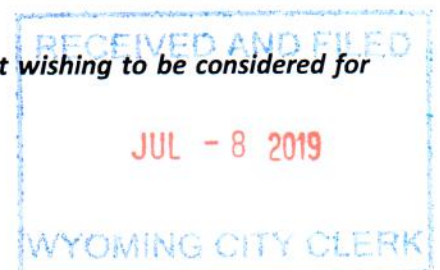 RECEIVED AND FILED
t wishing to be considered for
JUL - 8 2019
WYOMING CITY CLERK